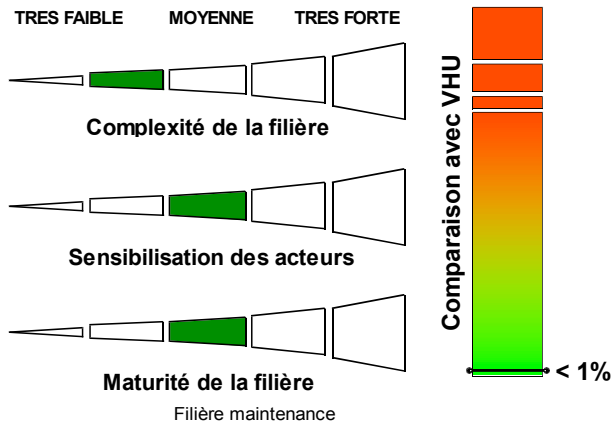 TRES FAIBLE MOYENNE TRES FORTE
Complexité de la filière
Sensibilisation des acteurs
Maturité de la filière
Filière maintenance
Comparaison avec VHU
< 1%